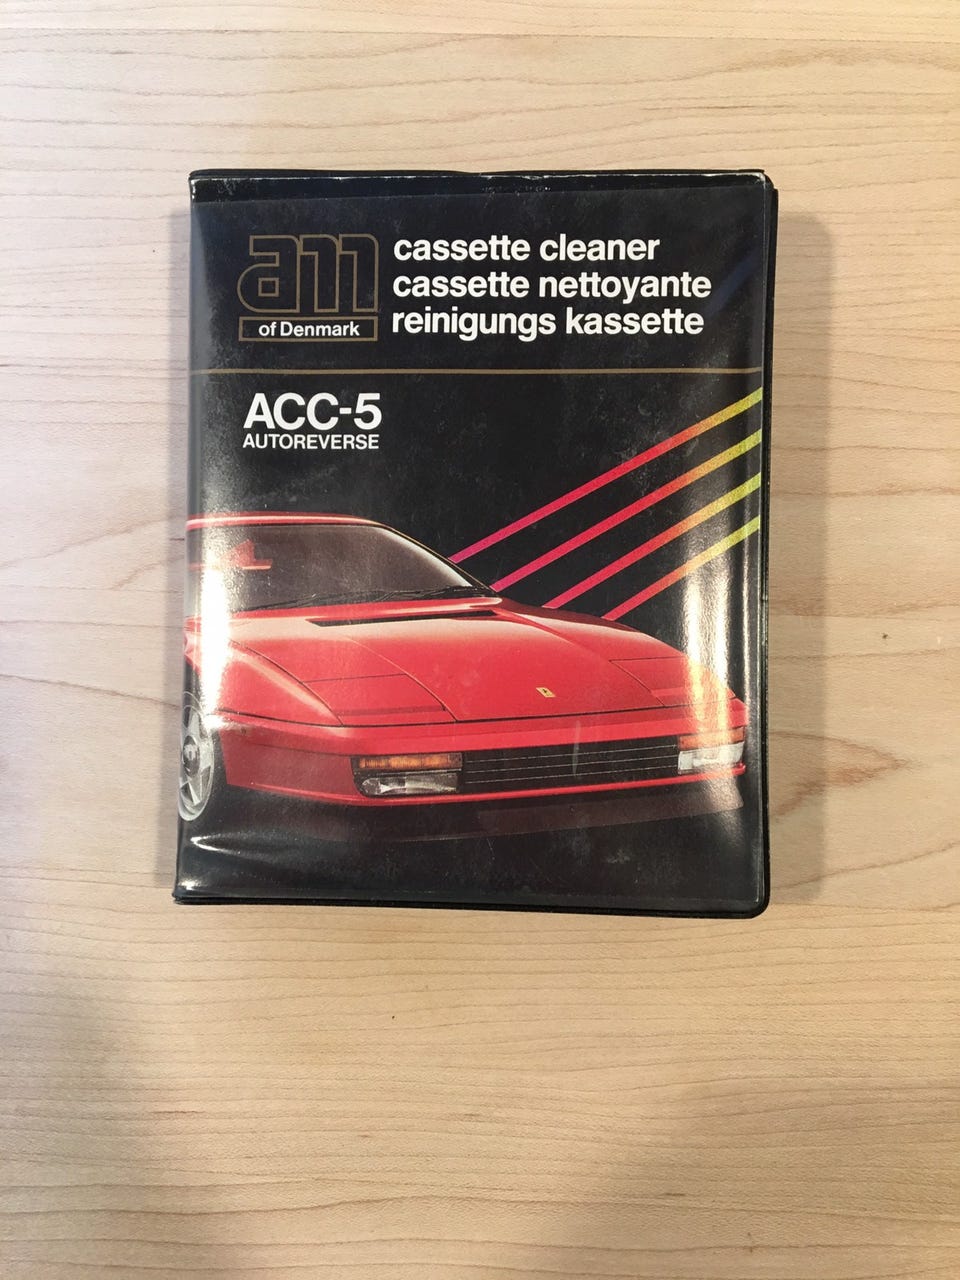 am
of Denmark
cassette cleaner
cassette nettoyante
reinigungs kassette
ACC-5
AUTOREVERSE